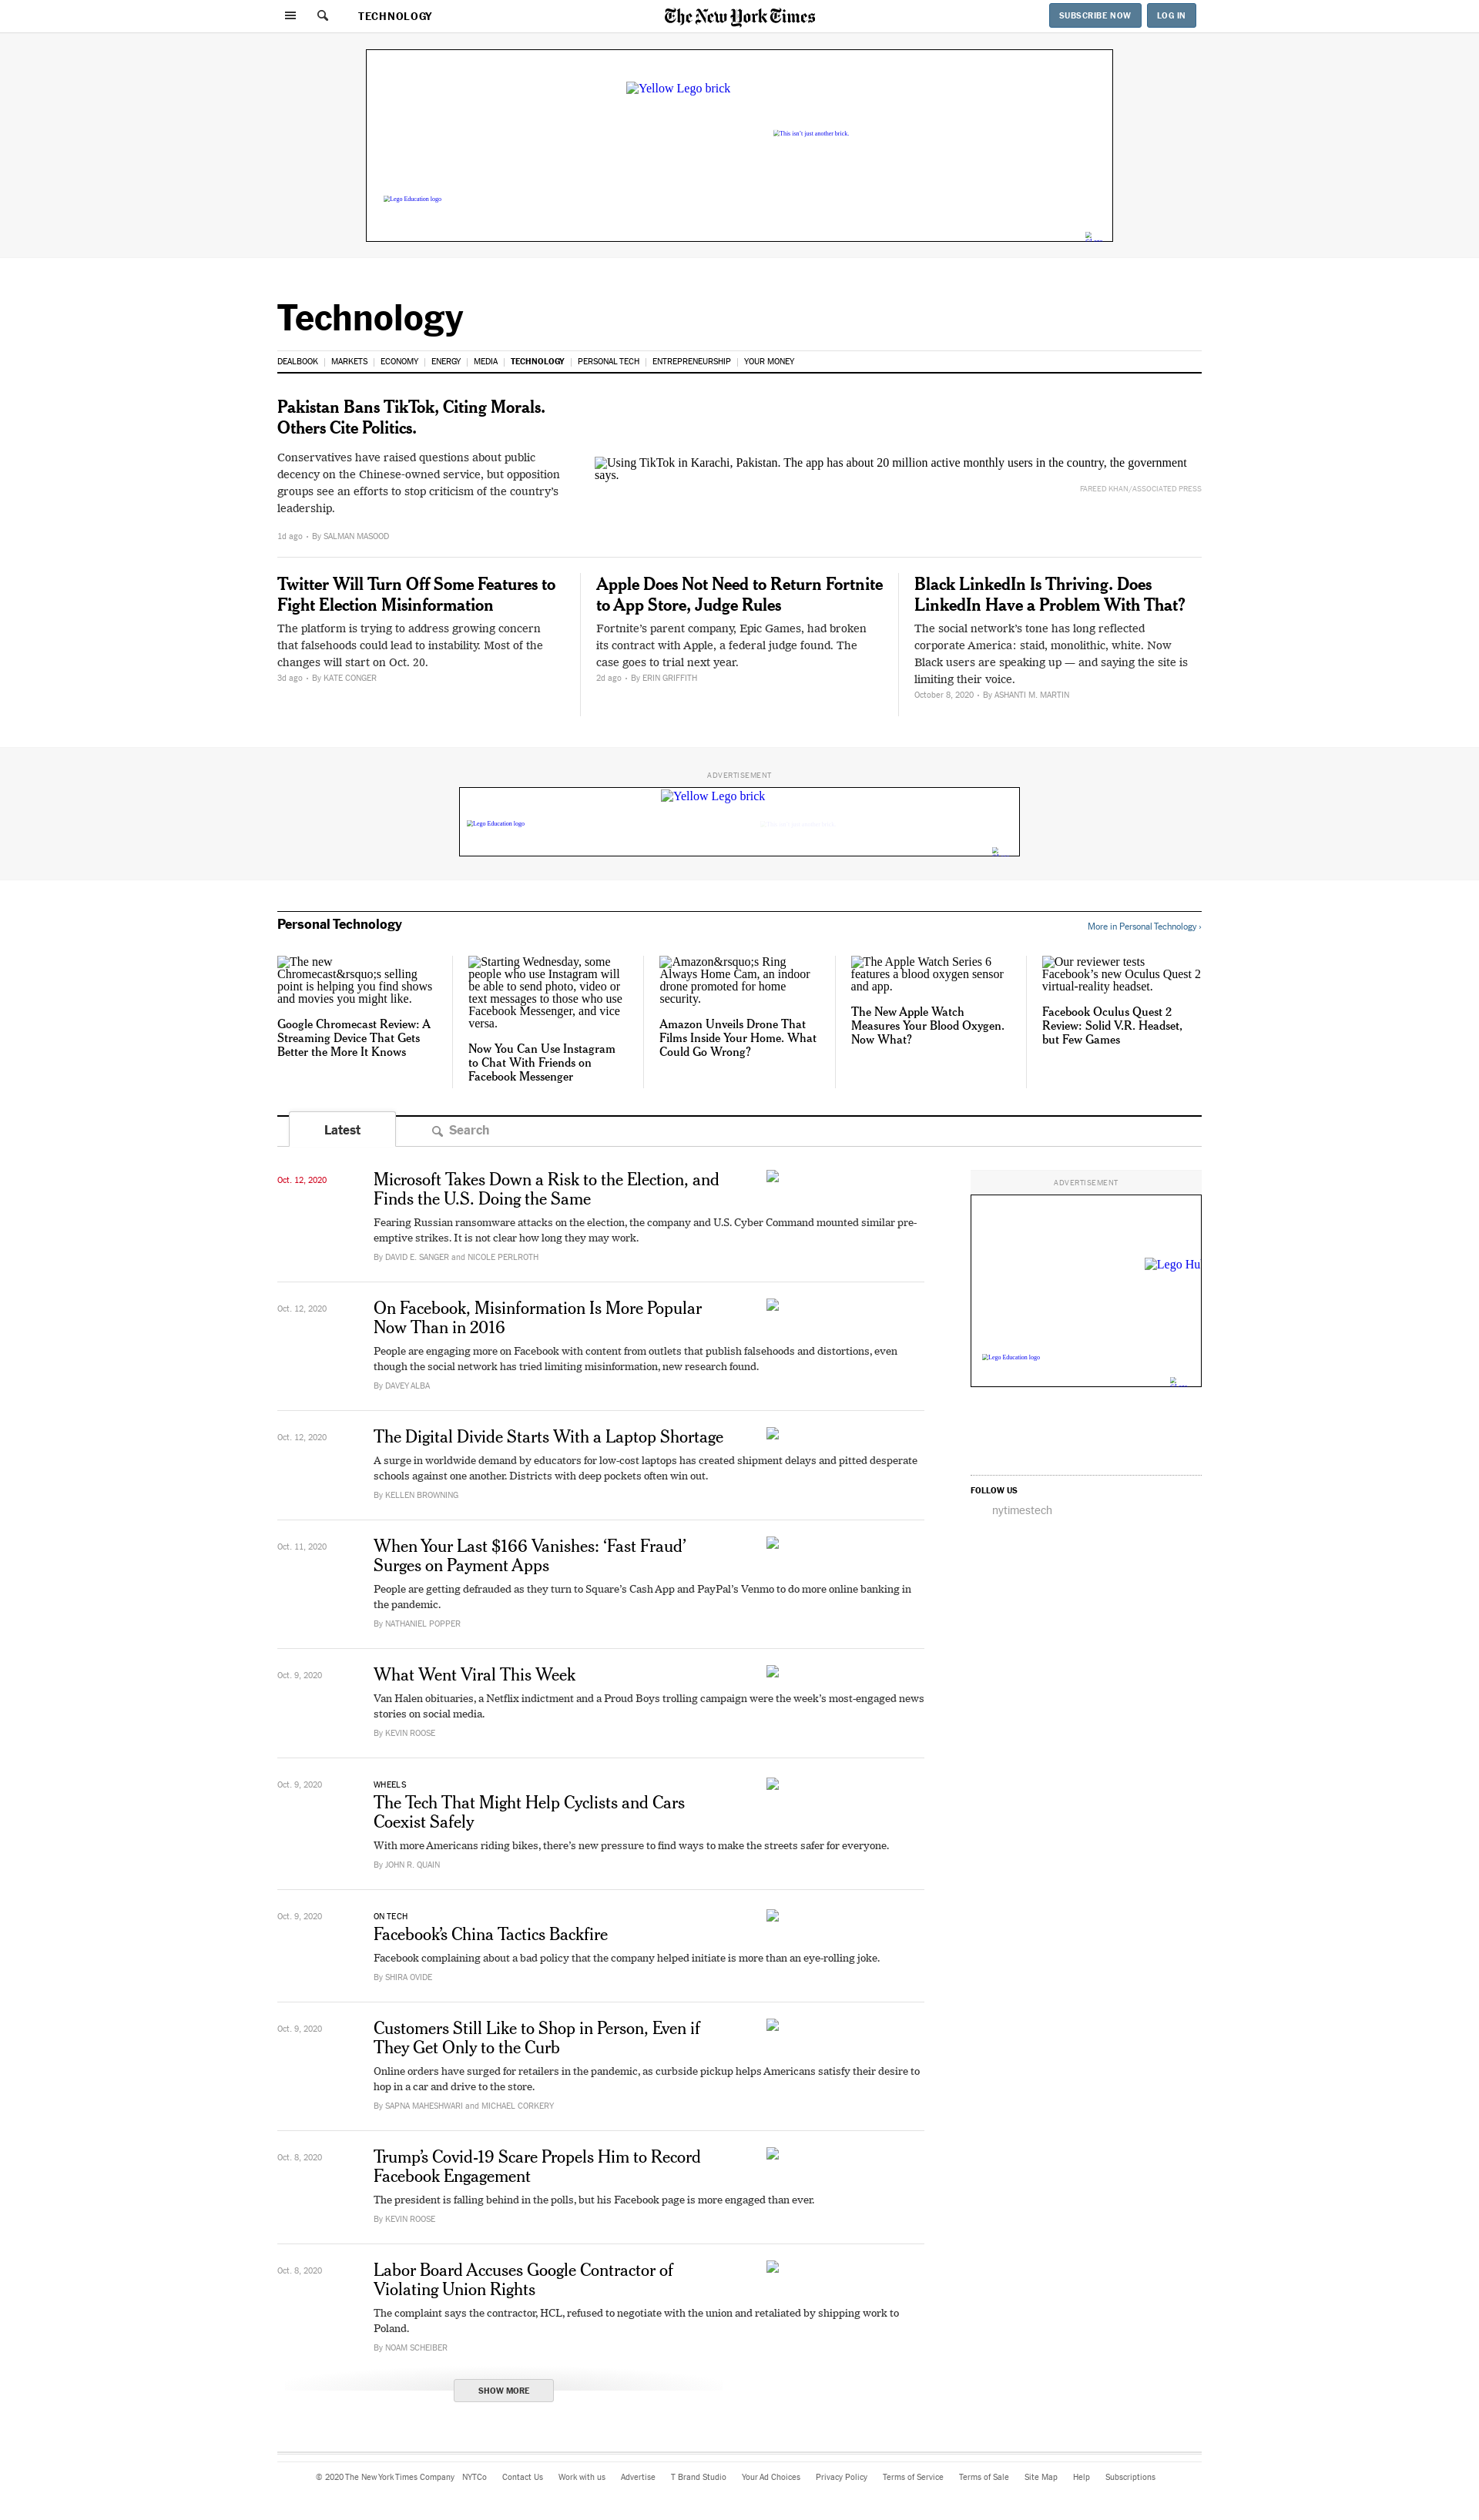 TECHNOLOGY
The New York Times
SUBSCRIBE NOW
LOG IN
Yellow Lego brick
This isn't just another brick.
Lego Education logo
Technology
DEALBOOK | MARKETS | ECONOMY | ENERGY | MEDIA | TECHNOLOGY | PERSONAL TECH | ENTREPRENEURSHIP | YOUR MONEY
Pakistan Bans TikTok, Citing Morals.
Others Cite Politics.
Conservatives have raised questions about public
decency on the Chinese-owned service, but opposition
groups see an efforts to stop criticism of the country's
leadership.
1d ago • By SALMAN MASOOD
Using TikTok in Karachi, Pakistan. The app has about 20 million active monthly users in the country, the government
says.
FAREED KHAN/ASSOCIATED PRESS
Twitter Will Turn Off Some Features to
Fight Election Misinformation
The platform is trying to address growing concern
that falsehoods could lead to instability. Most of the
changes will start on Oct. 20.
3d ago • By KATE CONGER
Apple Does Not Need to Return Fortnite
to App Store, Judge Rules
Fortnite's parent company, Epic Games, had broken
its contract with Apple, a federal judge found. The
case goes to trial next year.
2d ago • By ERIN GRIFFITH
Black LinkedIn Is Thriving. Does
LinkedIn Have a Problem With That?
The social network's tone has long reflected
corporate America: staid, monolithic, white. Now
Black users are speaking up — and saying the site is
limiting their voice.
October 8, 2020 • By ASHANTI M. MARTIN
ADVERTISEMENT
Yellow Lego brick
Lego Education logo
Personal Technology
More in Personal Technology ›
The new
Chromecast&rsquo;s selling
point is helping you find shows
and movies you might like.
Google Chromecast Review: A
Streaming Device That Gets
Better the More It Knows
Starting Wednesday, some
people who use Instagram will
be able to send photo, video or
text messages to those who use
Facebook Messenger, and vice
versa.
Now You Can Use Instagram
to Chat With Friends on
Facebook Messenger
Amazon&rsquo;s Ring
Always Home Cam, an indoor
drone promoted for home
security.
Amazon Unveils Drone That
Films Inside Your Home. What
Could Go Wrong?
The Apple Watch Series 6
features a blood oxygen sensor
and app.
The New Apple Watch
Measures Your Blood Oxygen.
Now What?
Our reviewer tests
Facebook's new Oculus Quest 2
virtual-reality headset.
Facebook Oculus Quest 2
Review: Solid V.R. Headset,
but Few Games
Latest
Search
Oct. 12, 2020
Microsoft Takes Down a Risk to the Election, and
Finds the U.S. Doing the Same
Fearing Russian ransomware attacks on the election, the company and U.S. Cyber Command mounted similar pre-
emptive strikes. It is not clear how long they may work.
By DAVID E. SANGER and NICOLE PERLROTH
ADVERTISEMENT
Lego Hu
Lego Education logo
FOLLOW US
nytimestech
Oct. 12, 2020
On Facebook, Misinformation Is More Popular
Now Than in 2016
People are engaging more on Facebook with content from outlets that publish falsehoods and distortions, even
though the social network has tried limiting misinformation, new research found.
By DAVEY ALBA
Oct. 12, 2020
The Digital Divide Starts With a Laptop Shortage
A surge in worldwide demand by educators for low-cost laptops has created shipment delays and pitted desperate
schools against one another. Districts with deep pockets often win out.
By KELLEN BROWNING
Oct. 11, 2020
When Your Last $166 Vanishes: 'Fast Fraud'
Surges on Payment Apps
People are getting defrauded as they turn to Square's Cash App and PayPal's Venmo to do more online banking in
the pandemic.
By NATHANIEL POPPER
Oct. 9, 2020
What Went Viral This Week
Van Halen obituaries, a Netflix indictment and a Proud Boys trolling campaign were the week's most-engaged news
stories on social media.
By KEVIN ROOSE
Oct. 9, 2020
WHEELS
The Tech That Might Help Cyclists and Cars
Coexist Safely
With more Americans riding bikes, there's new pressure to find ways to make the streets safer for everyone.
By JOHN R. QUAIN
Oct. 9, 2020
ON TECH
Facebook's China Tactics Backfire
Facebook complaining about a bad policy that the company helped initiate is more than an eye-rolling joke.
By SHIRA OVIDE
Oct. 9, 2020
Customers Still Like to Shop in Person, Even if
They Get Only to the Curb
Online orders have surged for retailers in the pandemic, as curbside pickup helps Americans satisfy their desire to
hop in a car and drive to the store.
By SAPNA MAHESHWARI and MICHAEL CORKERY
Oct. 8, 2020
Trump's Covid-19 Scare Propels Him to Record
Facebook Engagement
The president is falling behind in the polls, but his Facebook page is more engaged than ever.
By KEVIN ROOSE
Oct. 8, 2020
Labor Board Accuses Google Contractor of
Violating Union Rights
The complaint says the contractor, HCL, refused to negotiate with the union and retaliated by shipping work to
Poland.
By NOAM SCHEIBER
SHOW MORE
© 2020 The New York Times Company NYTCo Contact Us Work with us Advertise T Brand Studio Your Ad Choices Privacy Policy Terms of Service Terms of Sale Site Map Help Subscriptions